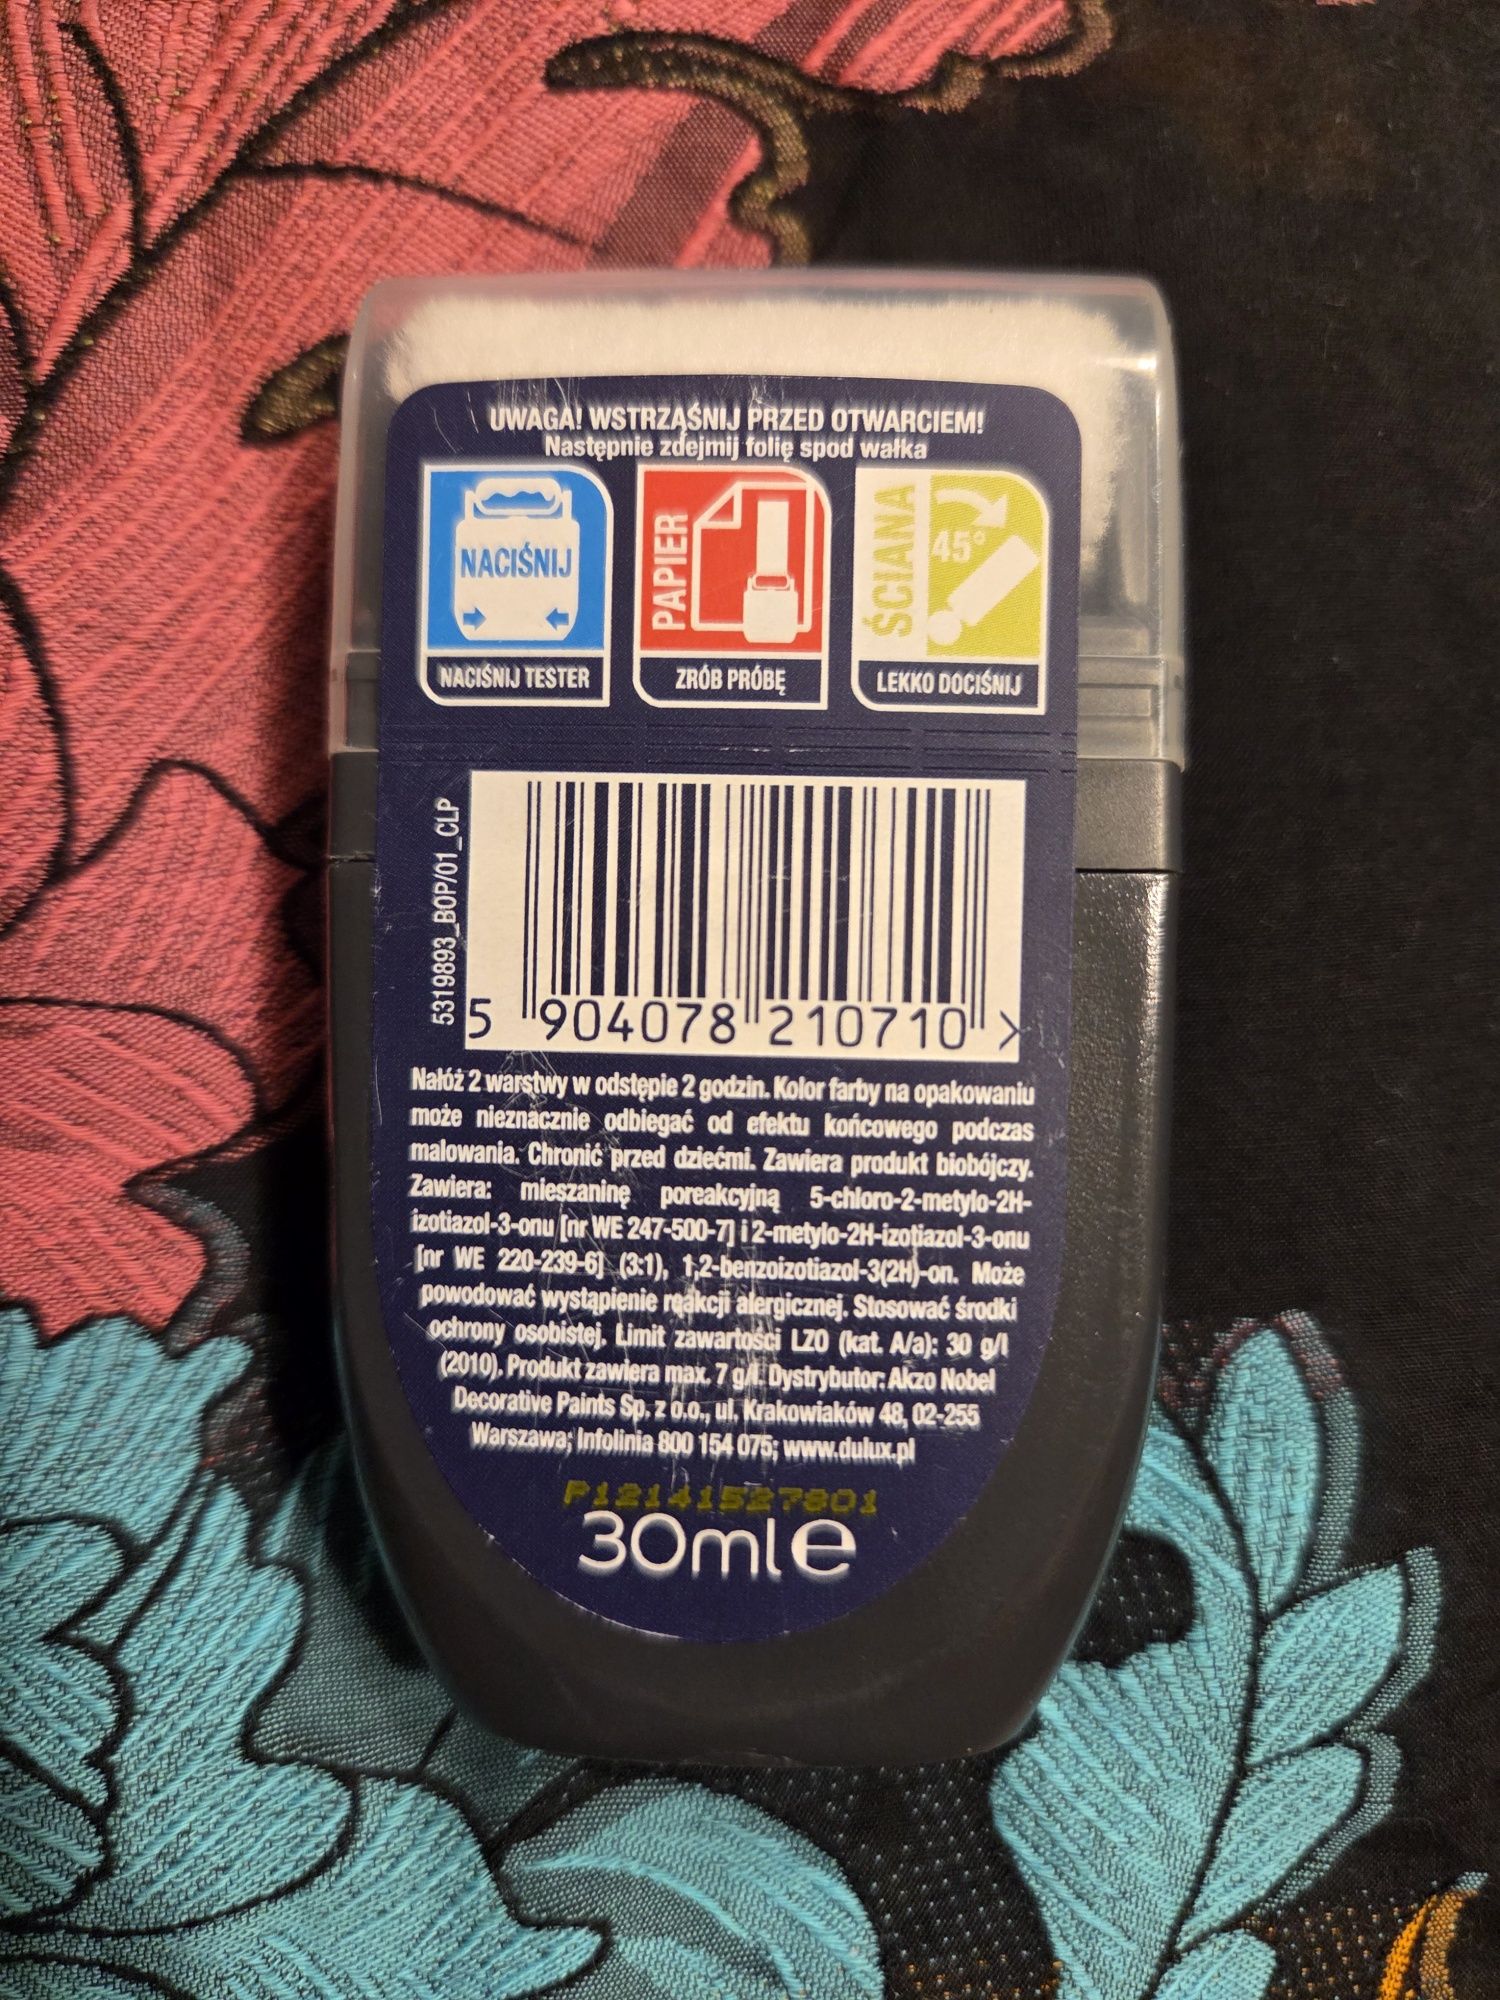 UWAGA! WSTRZĄŚNIJ PRZED OTWARCIEM!
Następnie zdejmij folię spod wałka
NACIŚNIJ
NACIŚNIJ TESTER
PAPIER
ZRÓB PRÓBĘ
ŚCIANA
45°
LEKKO DOCIŚNIJ
5319893_BOP/01_CLP
5 904078 210710 >
Nałóż 2 warstwy w odstępie 2 godzin. Kolor farby na opakowaniu
może nieznacznie odbiegać od efektu końcowego podczas
malowania. Chronić przed dziećmi. Zawiera produkt biobójczy.
Zawiera: mieszaninę poreakcyjną 5-chloro-2-metylo-2H-
izotiazol-3-onu [nr WE 247-500-7] i 2-metylo-2H-izotiazol-3-onu
[nr WE 220-239-6] (3:1), 1,2-benzoizotiazol-3(2H)-on. Może
powodować wystąpienie reakcji alergicznej. Stosować środki
ochrony osobistej. Limit zawartości LZO (kat. A/a): 30 g/l
(2010). Produkt zawiera max. 7 g/l. Dystrybutor: Akzo Nobel
Decorative Paints Sp. z o.o., ul. Krakowiaków 48, 02-255
Warszawa; Infolinia 800 154 075; www.dulux.pl
P12141527801
30ml e